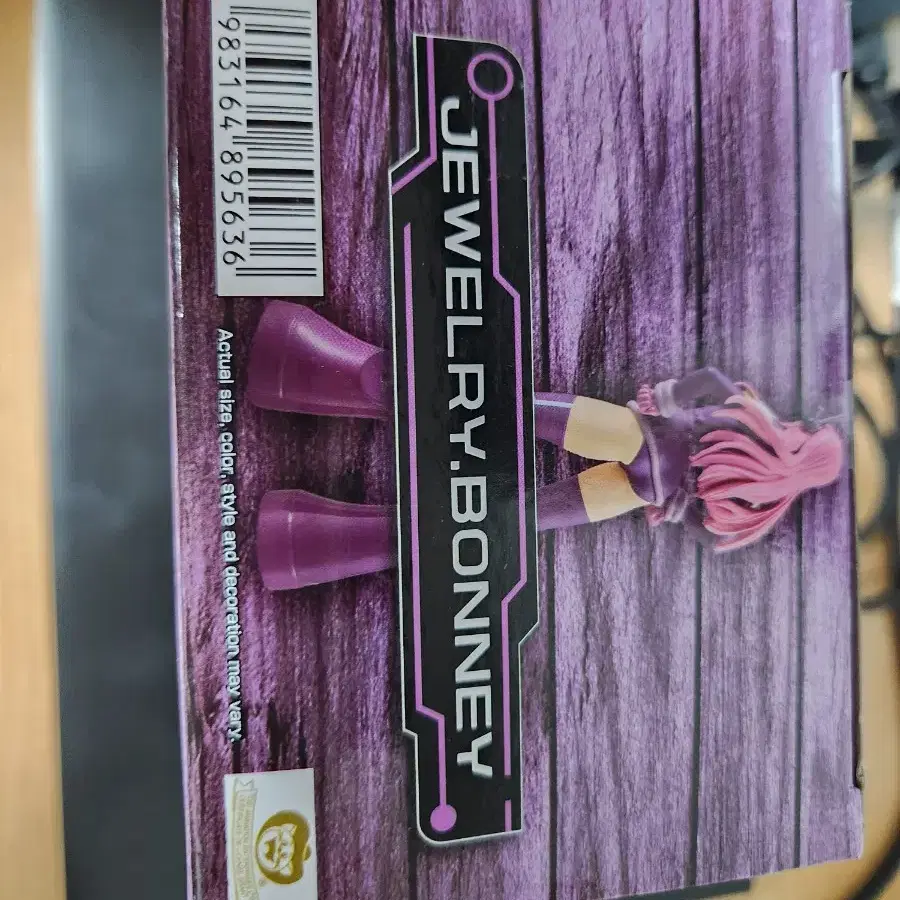 JEWELRY.BONNEY
983164 895636
Actual size, color, style and decoration may vary.